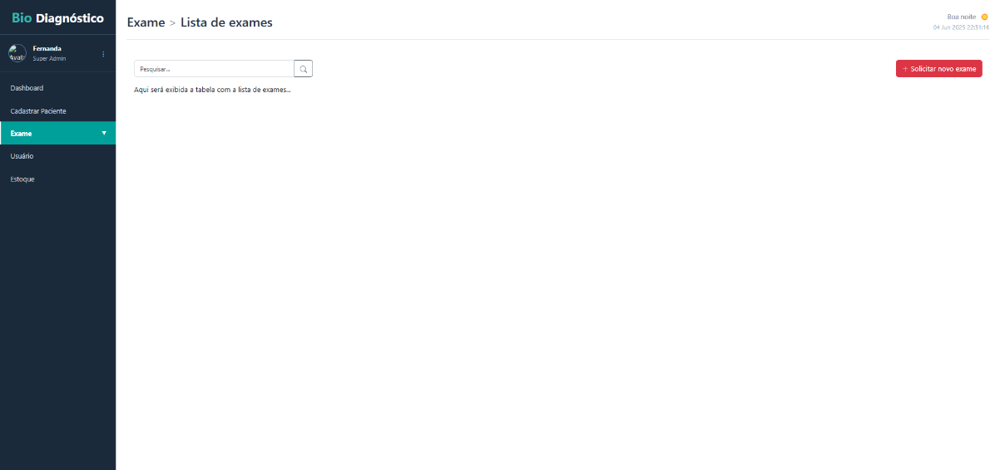 Bio Diagnóstico
Fernanda
Super Admin
Dashboard
Cadastrar Paciente
Exame
Usuário
Estoque
Exame > Lista de exames
Boa noite
04 Jun 2025 22:31:16
Pesquisar...
+ Solicitar novo exame
Aqui será exibida a tabela com a lista de exames...